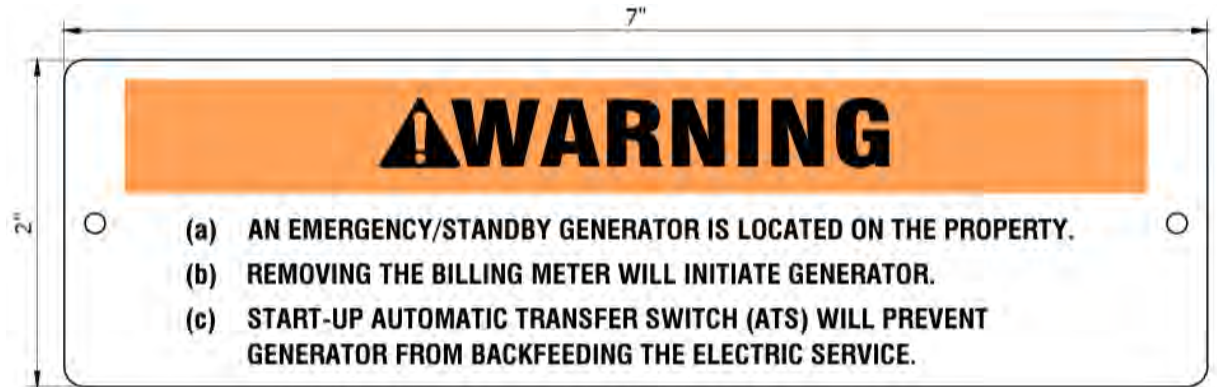 7"
WARNING
2"
(a) AN EMERGENCY/STANDBY GENERATOR IS LOCATED ON THE PROPERTY.
(b) REMOVING THE BILLING METER WILL INITIATE GENERATOR.
(c) START-UP AUTOMATIC TRANSFER SWITCH (ATS) WILL PREVENT
GENERATOR FROM BACKFEEDING THE ELECTRIC SERVICE.